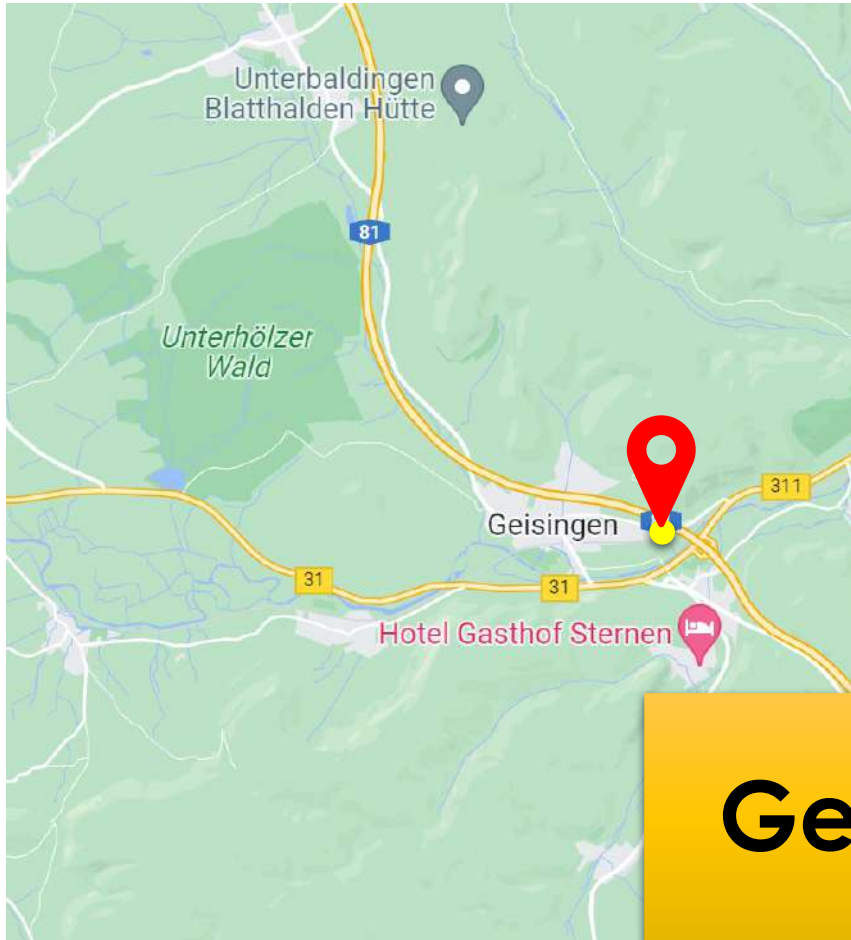 Unterbaldingen
Blatthalden Hütte
81
Unterhölzer
Wald
311
Geisingen
31
31
Hotel Gasthof Sternen
Ge